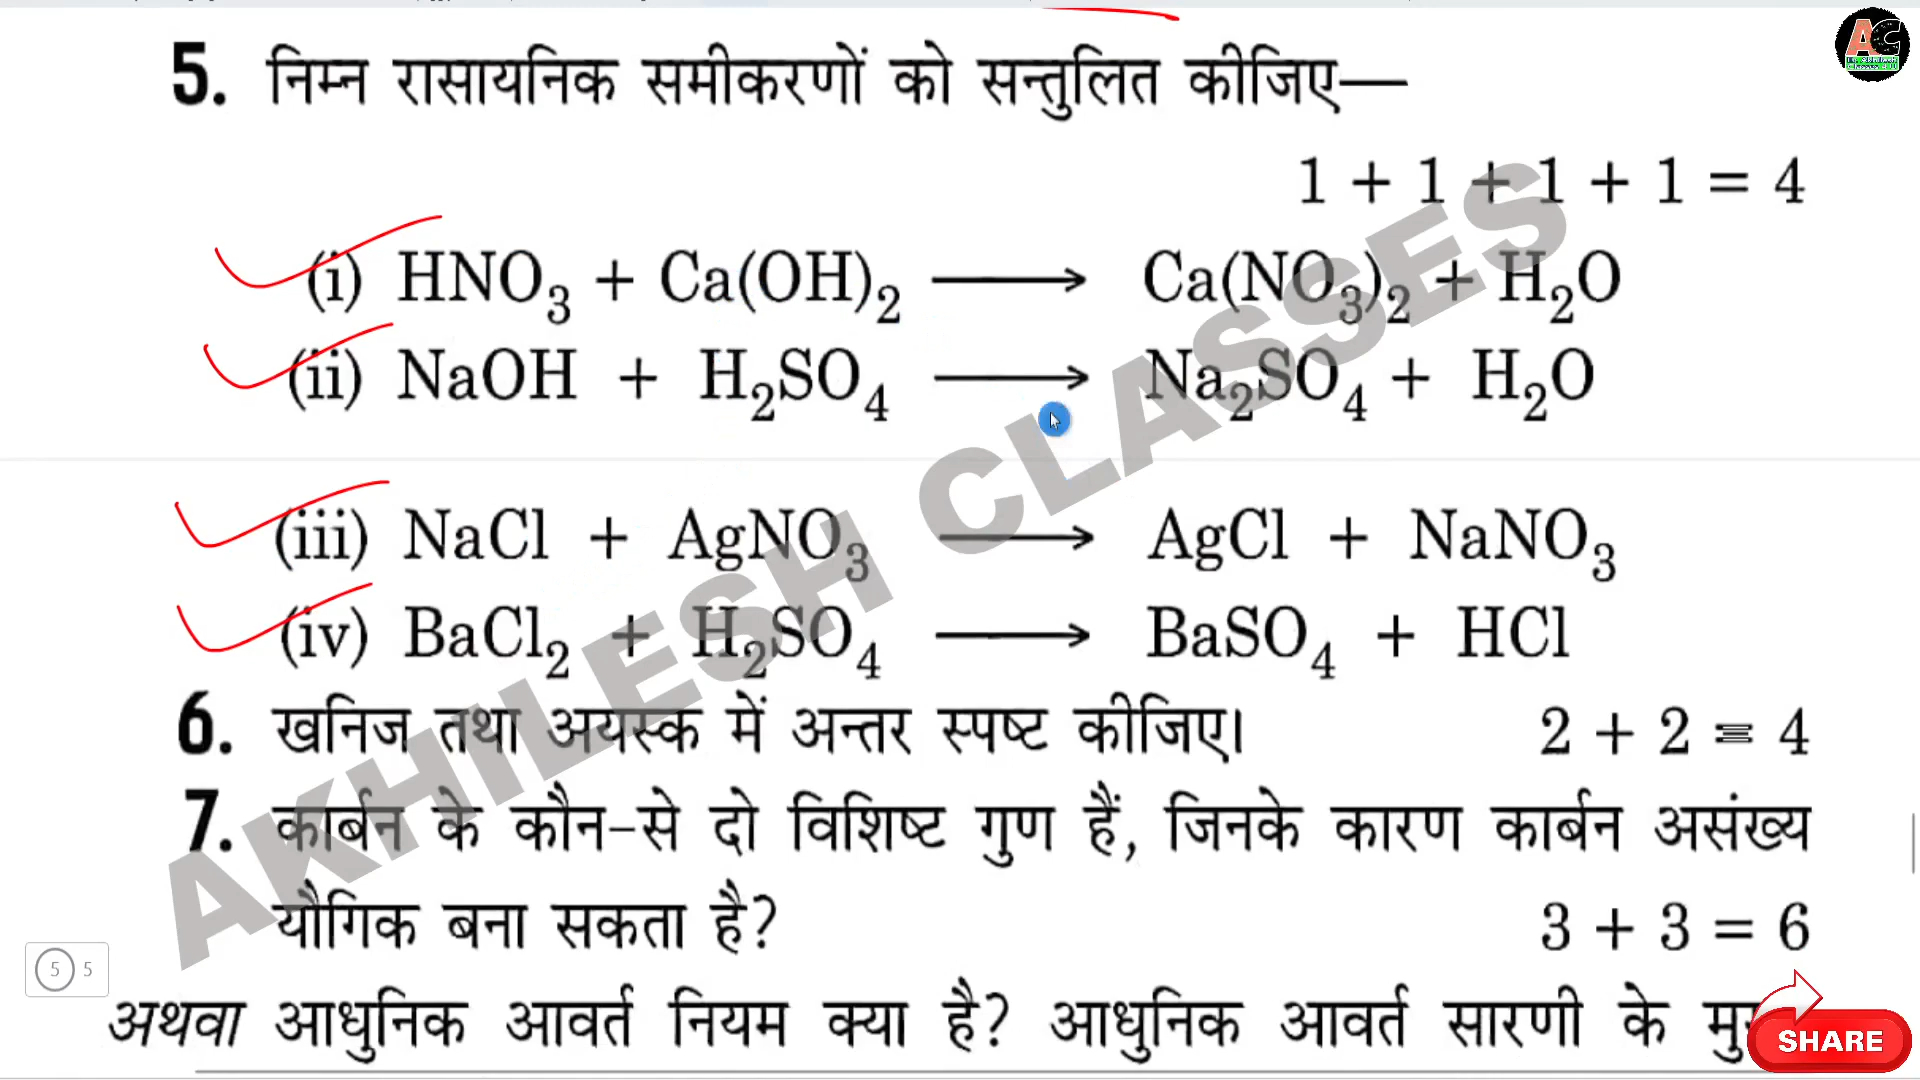 5. निम्न रासायनिक समीकरणों को सन्तुलित कीजिए—
1 + 1 + 1 + 1 = 4
(i) HNO₃ + Ca(OH)₂ ⟶ Ca(NO₃)₂ + H₂O
(ii) NaOH + H₂SO₄ ⟶ Na₂SO₄ + H₂O
(iii) NaCl + AgNO₃ ⟶ AgCl + NaNO₃
(iv) BaCl₂ + H₂SO₄ ⟶ BaSO₄ + HCl
6. खनिज तथा अयस्क में अन्तर स्पष्ट कीजिए। 2 + 2 = 4
7. कार्बन के कौन-से दो विशिष्ट गुण हैं, जिनके कारण कार्बन असंख्य
यौगिक बना सकता है? 3 + 3 = 6
अथवा आधुनिक आवर्त नियम क्या है? आधुनिक आवर्त सारणी के
AKHILESH CLASSES
AC
5 5
SHARE